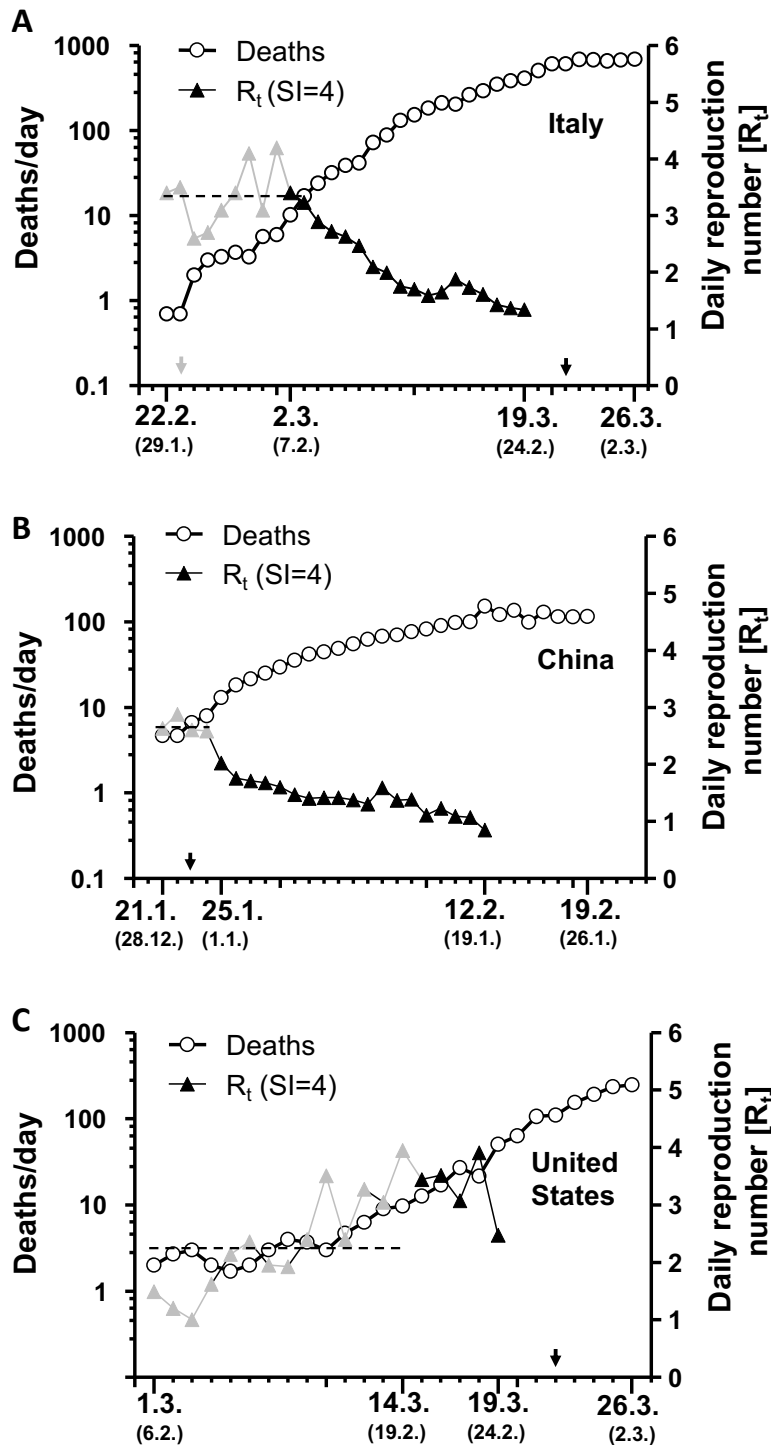 A
Deaths
R_t (SI=4)
Italy
1000
100
10
1
0.1
Deaths/day
6
5
4
3
2
1
0
Daily reproduction
number [R_t]
22.2. 2.3. 19.3. 26.3.
(29.1.) (7.2.) (24.2.) (2.3.)
B
Deaths
R_t (SI=4)
China
1000
100
10
1
0.1
Deaths/day
6
5
4
3
2
1
0
Daily reproduction
number [R_t]
21.1. 25.1. 12.2. 19.2.
(28.12.) (1.1.) (19.1.) (26.1.)
C
Deaths
R_t (SI=4)
United
States
1000
100
10
1
Deaths/day
6
5
4
3
2
1
0
Daily reproduction
number [R_t]
1.3. 14.3. 19.3. 26.3.
(6.2.) (19.2.) (24.2.) (2.3.)